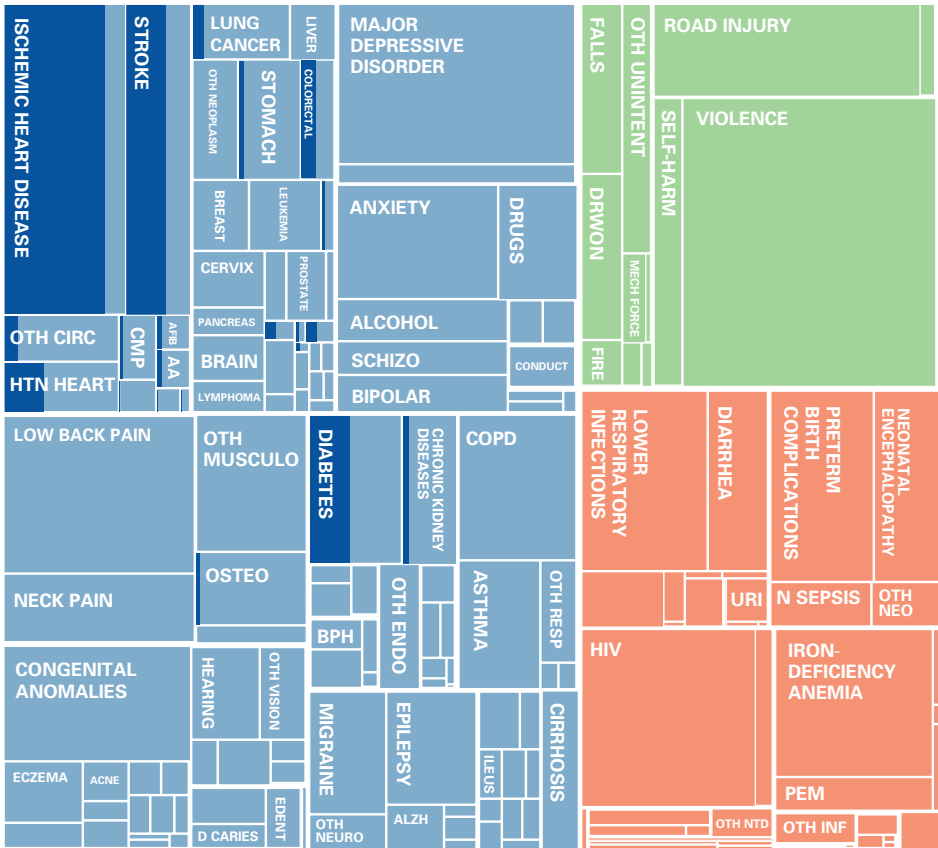 ISCHEMIC HEART DISEASE
STROKE
OTH CIRC
HTN HEART
CMP
AFIB
AA
LUNG
CANCER
LIVER
OTH NEOPLASM
STOMACH
COLORECTAL
BREAST
LEUKEMIA
CERVIX
PROSTATE
PANCREAS
BRAIN
LYMPHOMA
MAJOR
DEPRESSIVE
DISORDER
ANXIETY
DRUGS
ALCOHOL
SCHIZO
CONDUCT
BIPOLAR
FALLS
OTH UNINTENT
ROAD INJURY
SELF-HARM
VIOLENCE
DRWON
MECH FORCE
FIRE
LOW BACK PAIN
OTH
MUSCULO
NECK PAIN
OSTEO
DIABETES
CHRONIC KIDNEY
DISEASES
COPD
BPH
OTH ENDO
ASTHMA
OTH RESP
LOWER
RESPIRATORY
INFECTIONS
DIARRHEA
URI
PRETERM
BIRTH
COMPLICATIONS
NEONATAL
ENCEPHALOPATHY
N SEPSIS
OTH
NEO
CONGENITAL
ANOMALIES
HEARING
OTH VISION
ECZEMA
ACNE
D CARIES
EDENT
MIGRAINE
EPILEPSY
OTH
NEURO
ALZH
ILEUS
CIRRHOSIS
HIV
OTH NTD
IRON-
DEFICIENCY
ANEMIA
PEM
OTH INF